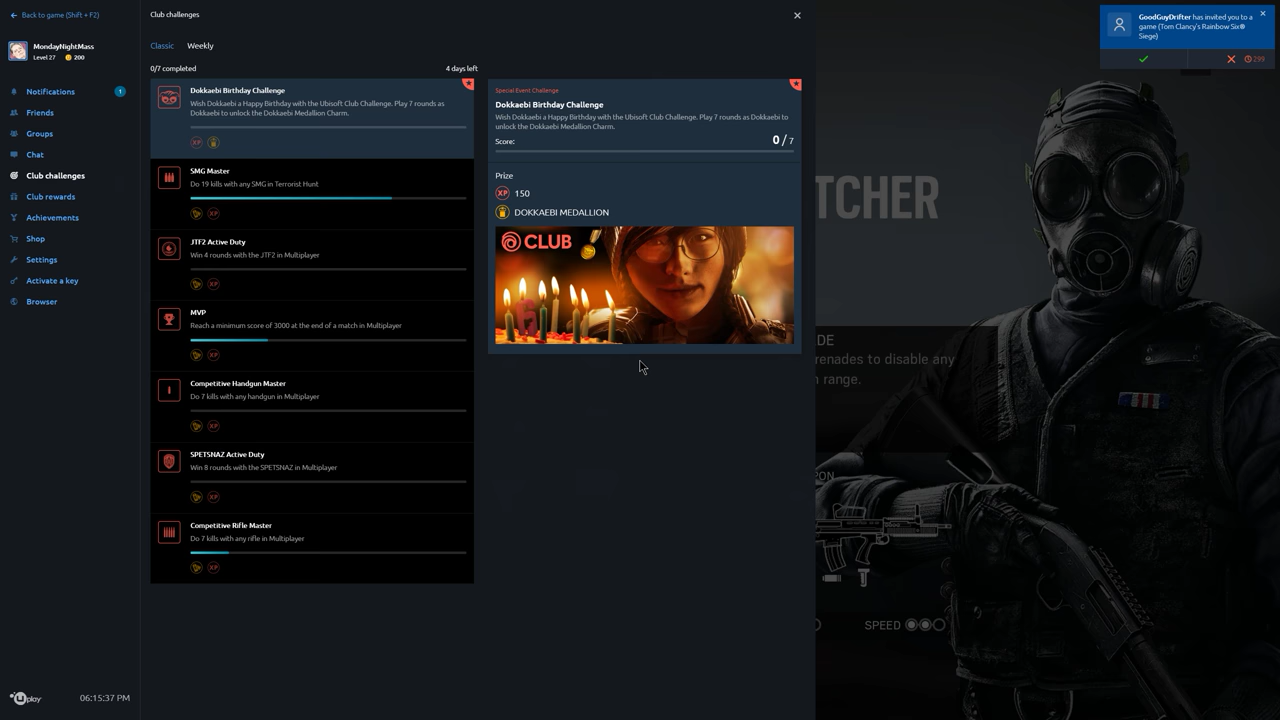 Back to game (Shift + F2)
MondayNightMass
Level 27 200
Notifications 1
Friends
Groups
Chat
Club challenges
Club rewards
Achievements
Shop
Settings
Activate a key
Browser
Uplay 06:15:37 PM
Club challenges
Classic Weekly
0/7 completed 4 days left
Dokkaebi Birthday Challenge
Wish Dokkaebi a Happy Birthday with the Ubisoft Club Challenge. Play 7 rounds as
Dokkaebi to unlock the Dokkaebi Medallion Charm.
XP
SMG Master
Do 19 kills with any SMG in Terrorist Hunt
XP
JTF2 Active Duty
Win 4 rounds with the JTF2 in Multiplayer
XP
MVP
Reach a minimum score of 3000 at the end of a match in Multiplayer
XP
Competitive Handgun Master
Do 7 kills with any handgun in Multiplayer
XP
SPETSNAZ Active Duty
Win 8 rounds with the SPETSNAZ in Multiplayer
XP
Competitive Rifle Master
Do 7 kills with any rifle in Multiplayer
XP
Special Event Challenge
Dokkaebi Birthday Challenge
Wish Dokkaebi a Happy Birthday with the Ubisoft Club Challenge. Play 7 rounds as Dokkaebi to
unlock the Dokkaebi Medallion Charm.
Score: 0 / 7
Prize
XP 150
DOKKAEBI MEDALLION
CLUB
GoodGuyDrifter has invited you to a
game (Tom Clancy's Rainbow Six®
Siege)
299
TCHER
DE
renades to disable any
n range.
PON
SPEED